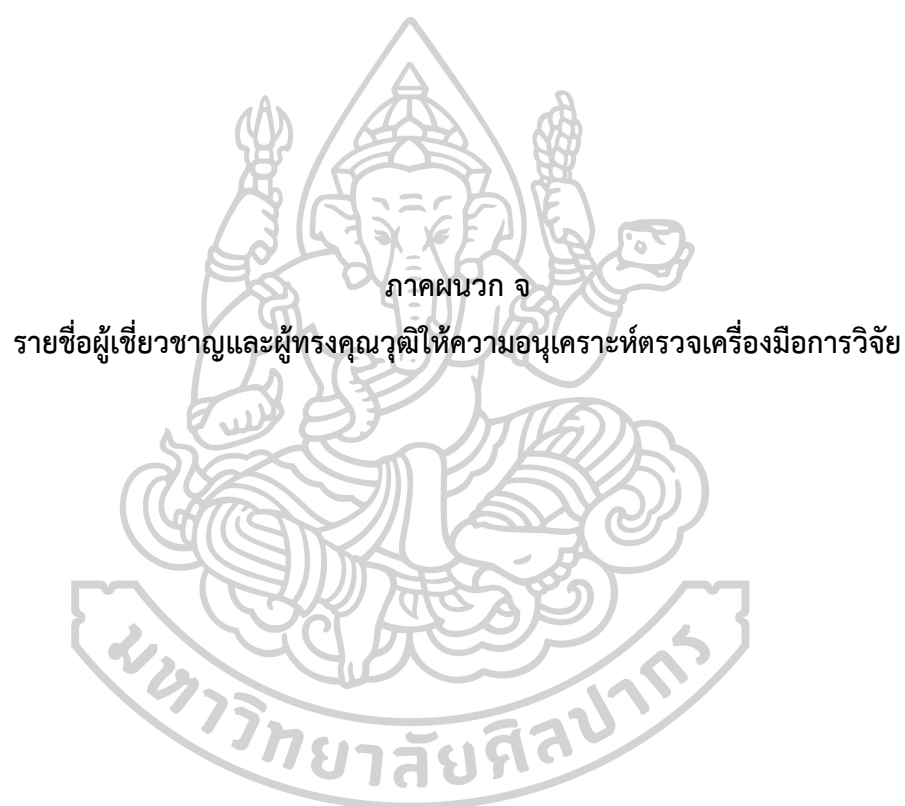 ภาคผนวก จ
รายชื่อผู้เชี่ยวชาญและผู้ทรงคุณวุฒิให้ความอนุเคราะห์ตรวจเครื่องมือการวิจัย
มหาวิทยาลัยศิลปากร